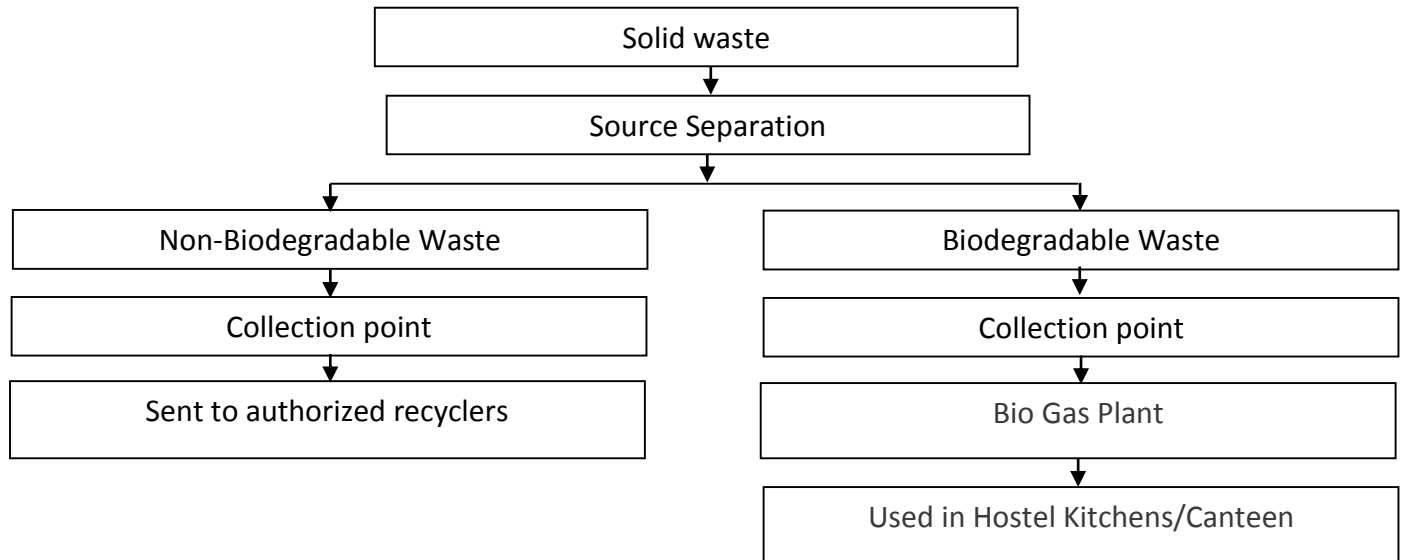 Solid waste
Source Separation
Non-Biodegradable Waste
Biodegradable Waste
Collection point
Collection point
Sent to authorized recyclers
Bio Gas Plant
Used in Hostel Kitchens/Canteen